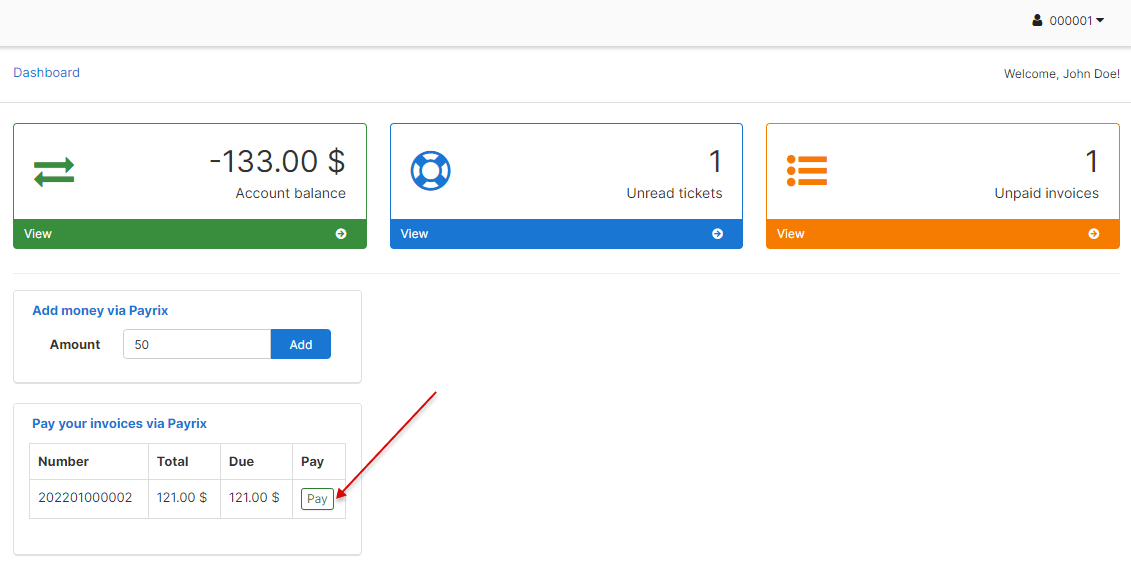 000001
Dashboard
Welcome, John Doe!
-133.00 $
Account balance
View
1
Unread tickets
View
1
Unpaid invoices
View
Add money via Payrix
Amount 50 Add
Pay your invoices via Payrix
Number Total Due Pay
202201000002 121.00 $ 121.00 $ Pay